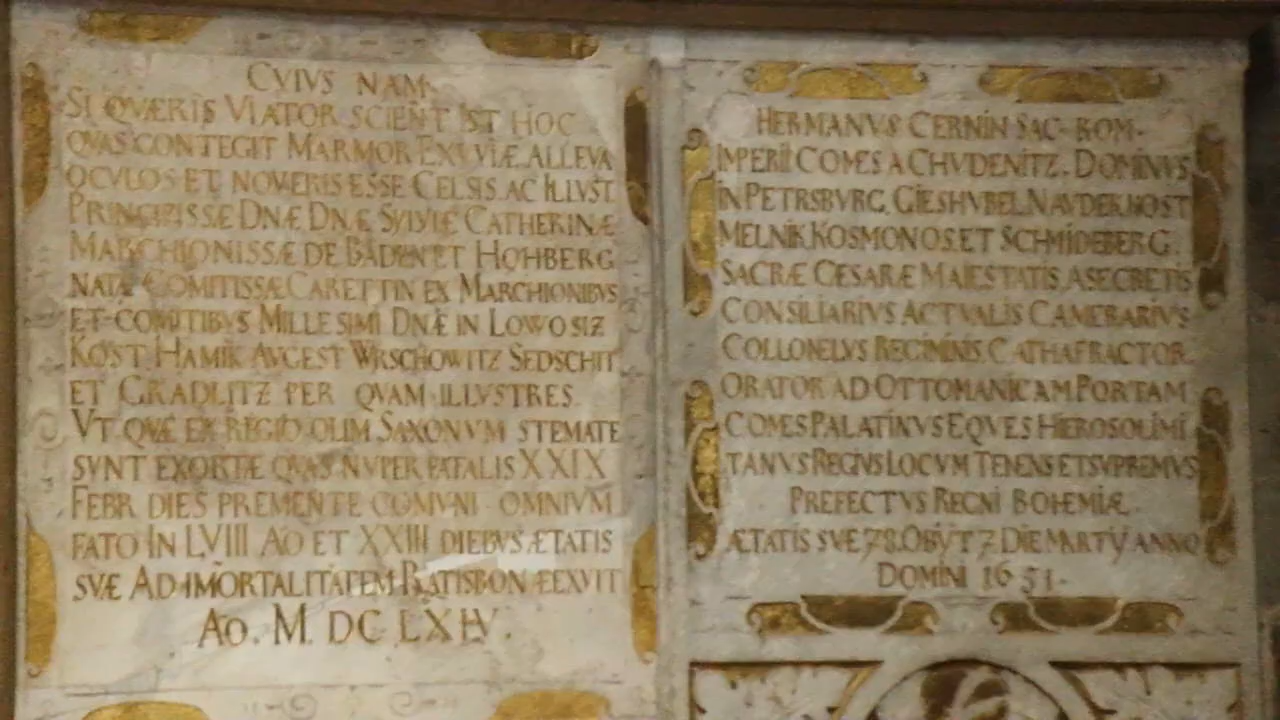 CVIVS NAM
SI QVÆRIS VIATOR SCIENT IST HOC
QVAS CONTEGIT MARMOR EXVVIÆ ALLEVA
OCVLOS ET NOVERIS ESSE CELSIS. AC ILLVST.
PRINCIPISSÆ DNÆ DNÆ SYLVIÆ CATHERINÆ
MARCHIONISSÆ DE BADEN ET HOHBERG
NATÆ COMITISSÆ CARETTIN EX MARCHIONIBVS
ET COMITIBVS MILLESIMI DNÆ IN LOWOSIZ
KOST HAMIK AVGEST WRSCHOWITZ SEDSCHIT
ET GRADLITZ PER QVAM ILLVSTRES.
VT QVÆ EX REGIO OLIM SAXONVM STEMATE
SVNT EXORTÆ QVAS NVPER FATALIS XXIX
FEBR DIES PREMENTE COMVNI OMNIVM
FATO IN LVIII AO ET XXIII DIEBVS ÆTATIS
SVÆ AD IMORTALITATEM RATISBONÆ EXVIT
AO. M. DC LXIV.
HERMANVS CERNIN SAC. ROM.
IMPERII COMES A CHVDENITZ. DOMINVS
IN PETRSBVRG, GIESHVBEL NAVDEK KOST
MELNIK KOSMONOS. ET SCHMIDEBERG
SACRÆ CESARÆ MAIESTATIS A SECRETIS
CONSILIARIVS ACTVALIS CAMERARIVS
COLLONELVS REGIMINIS CATHAFRACTOR.
ORATOR AD OTTOMANICAM PORTAM
COMES PALATINVS EQVES HIEROSOLIMI
TANVS REGIVS LOCVM TENENS ET SVPREMVS
PREFECTVS REGNI BOHEMIÆ.
ÆTATIS SVE 78. OBYT 7 DIE MARTY ANNO
DOMINI 1651.